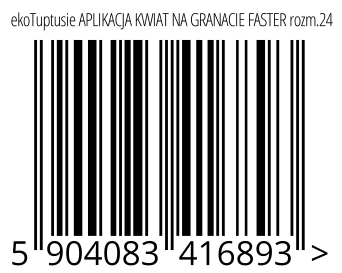 ekoTuptusie APLIKACJA KWIAT NA GRANACIE FASTER rozm.24
5 904083 416893 >